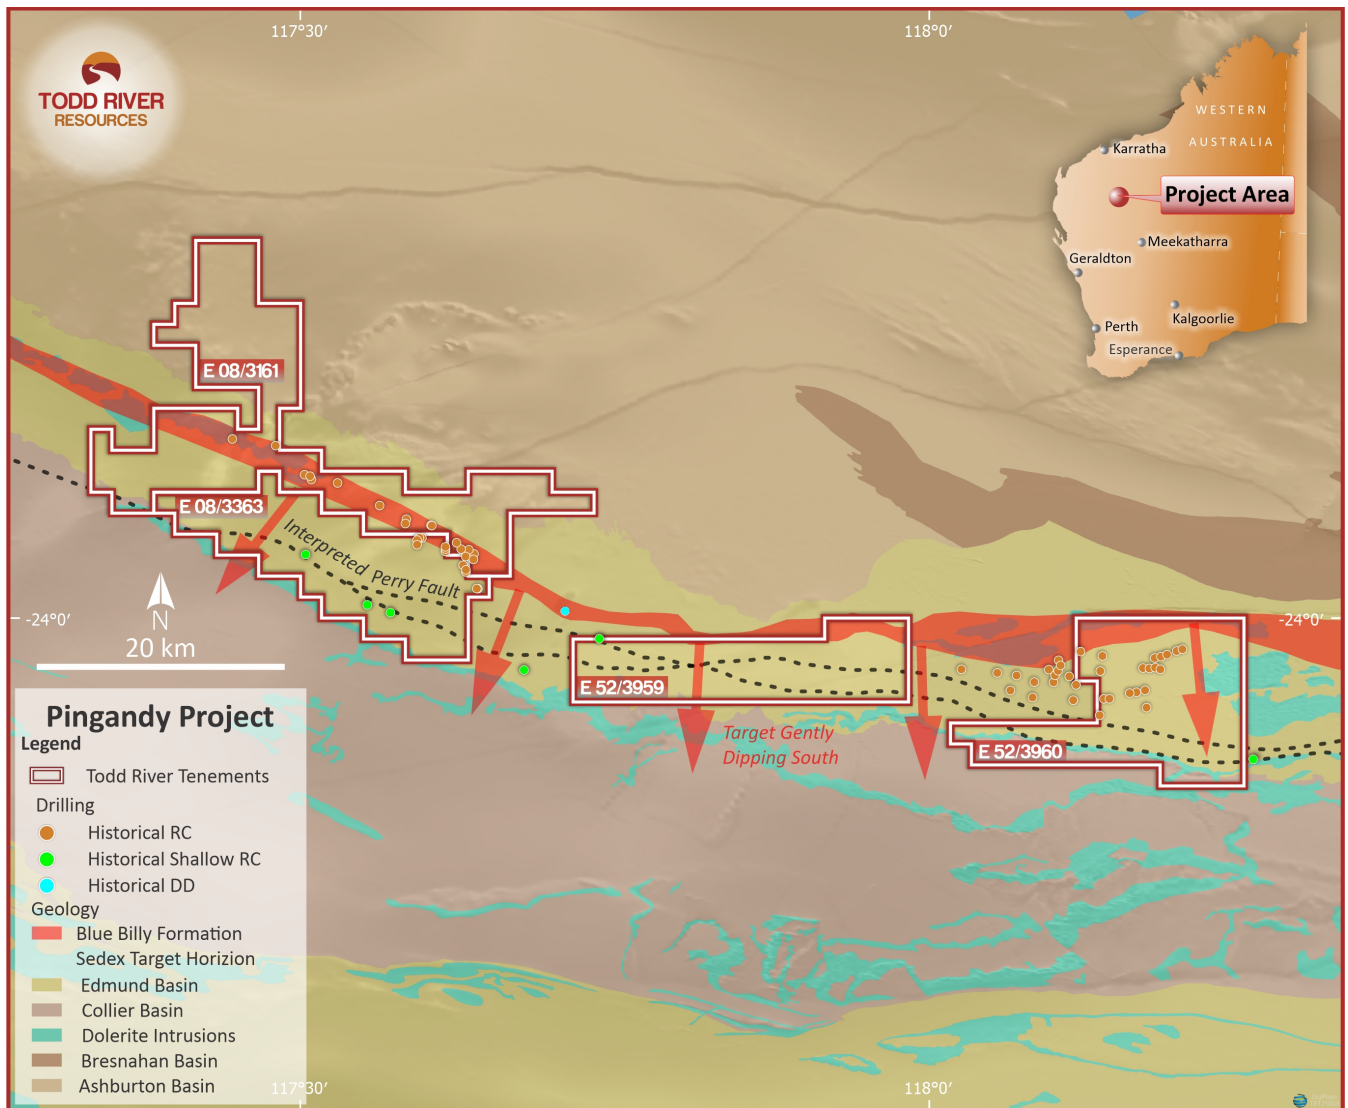 117°30'
118°0'
TODD RIVER
RESOURCES
WESTERN
AUSTRALIA
Karratha
Project Area
Meekatharra
Geraldton
Kalgoorlie
Perth
Esperance
E 08/3161
E 08/3363
Interpreted Perry Fault
N
20 km
-24°0'
-24°0'
E 52/3959
E 52/3960
Target Gently
Dipping South
Pingandy Project
Legend
Todd River Tenements
Drilling
Historical RC
Historical Shallow RC
Historical DD
Geology
Blue Billy Formation
Sedex Target Horizion
Edmund Basin
Collier Basin
Dolerite Intrusions
Bresnahan Basin
Ashburton Basin
117°30'
118°0'